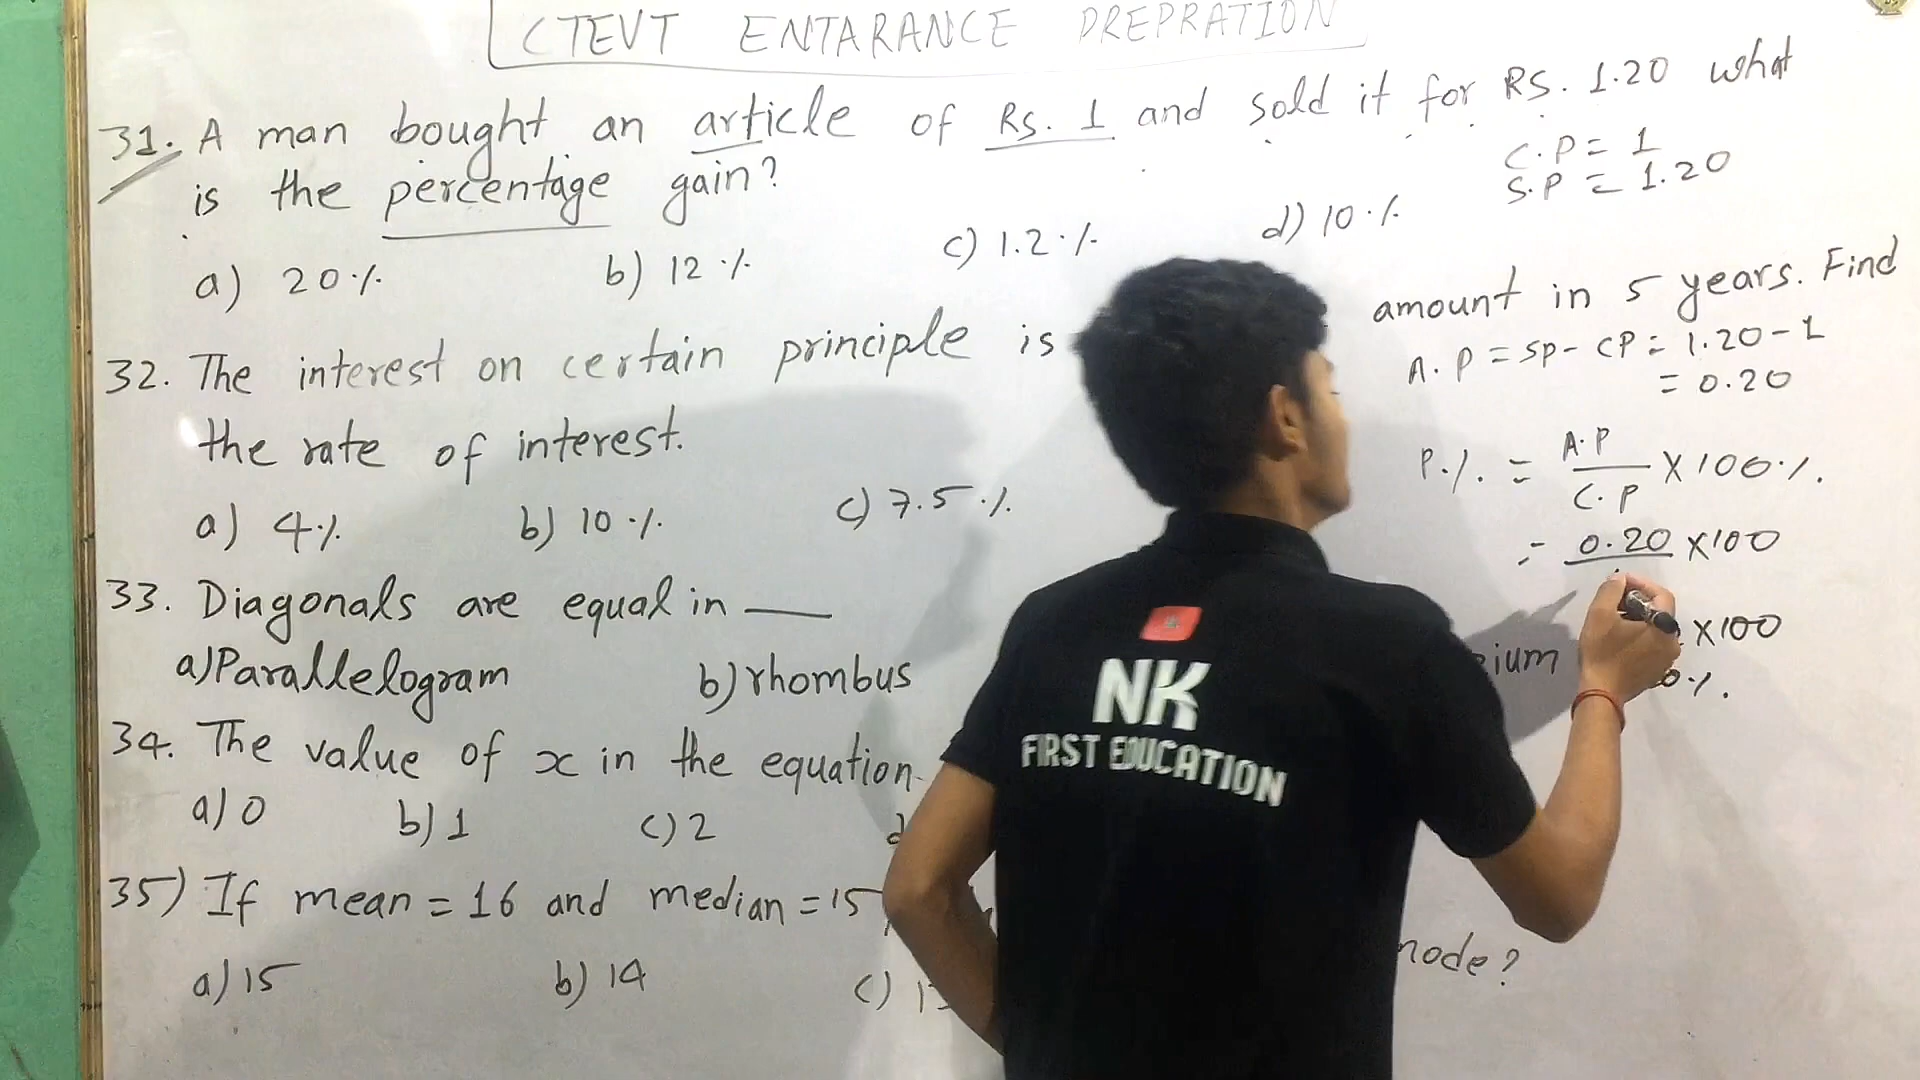 CTEVT ENTARANCE PREPRATION
31. A man bought an article of Rs. 1 and sold it for RS. 1.20 what
is the percentage gain?
C.P = 1
S.P = 1.20
a) 20% b) 12% c) 1.2% d) 10%
32. The interest on certain principle is amount in 5 years. Find
the rate of interest.
A.P = SP - CP = 1.20 - 1
= 0.20
P% = A.P / C.P X 100%
= 0.20 X 100
X 100
a) 4% b) 10% c) 7.5%
33. Diagonals are equal in ___
a) Parallelogram b) rhombus
34. The value of x in the equation
a) 0 b) 1 c) 2
35) If mean = 16 and median = 15
mode?
a) 15 b) 14 c)
NK
FIRST EDUCATION